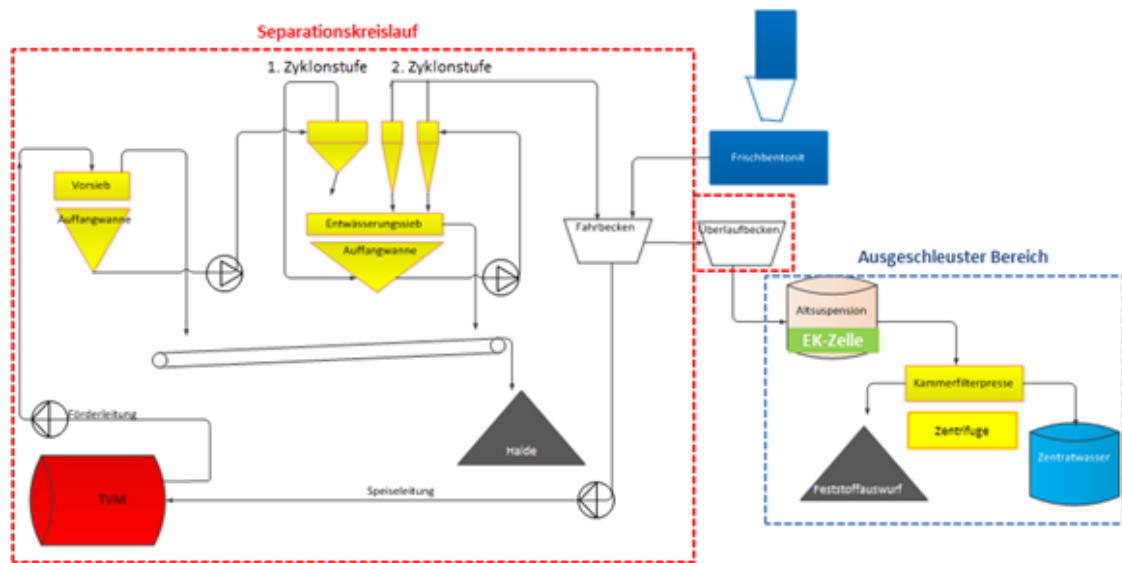 Separationskreislauf
1. Zyklonstufe
2. Zyklonstufe
Vorsieb
Auffangwanne
Entwässerungssieb
Auffangwanne
Fahrbecken
Frischbentonit
Überlaufbecken
Ausgeschleuster Bereich
Altsuspension
EK-Zelle
Kammerfilterpresse
Zentrifuge
Feststoffauswurf
Zentratwasser
Förderleitung
Halde
TVM
Speiseleitung